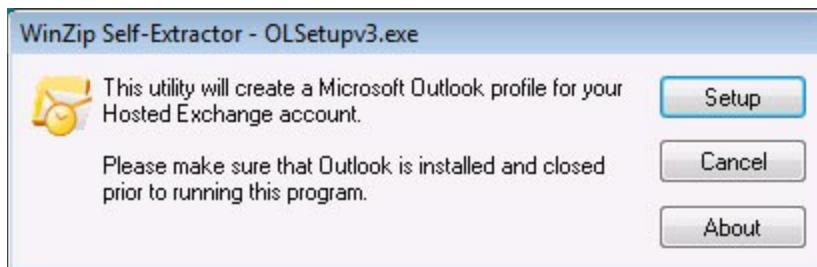 WinZip Self-Extractor - OLSetupv3.exe
This utility will create a Microsoft Outlook profile for your
Hosted Exchange account.
Please make sure that Outlook is installed and closed
prior to running this program.
Setup
Cancel
About